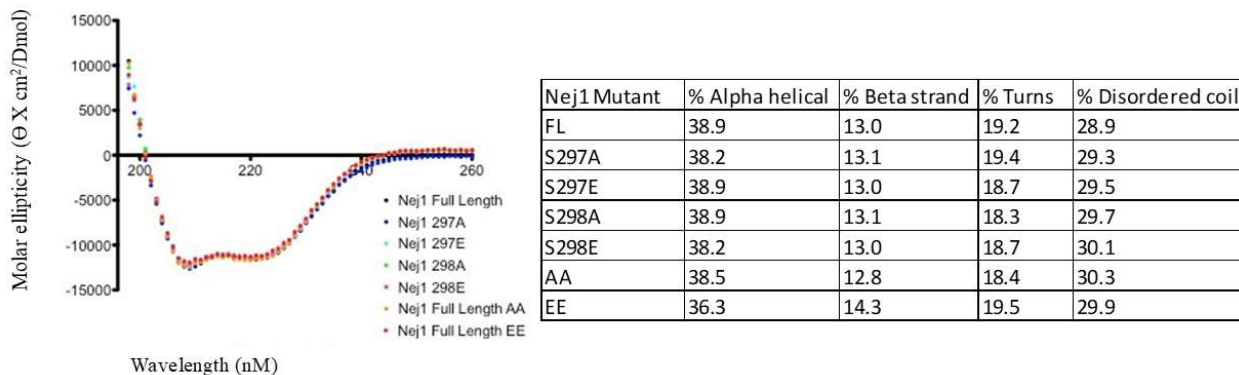 Molar ellipticity (Θ X cm²/Dmol)
15000
10000
5000
0
-5000
-10000
-15000
200
220
240
260
Nej1 Full Length
Nej1 297A
Nej1 297E
Nej1 298A
Nej1 298E
Nej1 Full Length AA
Nej1 Full Length EE
Wavelength (nM)
Nej1 Mutant % Alpha helical % Beta strand % Turns % Disordered coil
FL 38.9 13.0 19.2 28.9
S297A 38.2 13.1 19.4 29.3
S297E 38.9 13.0 18.7 29.5
S298A 38.9 13.1 18.3 29.7
S298E 38.2 13.0 18.7 30.1
AA 38.5 12.8 18.4 30.3
EE 36.3 14.3 19.5 29.9